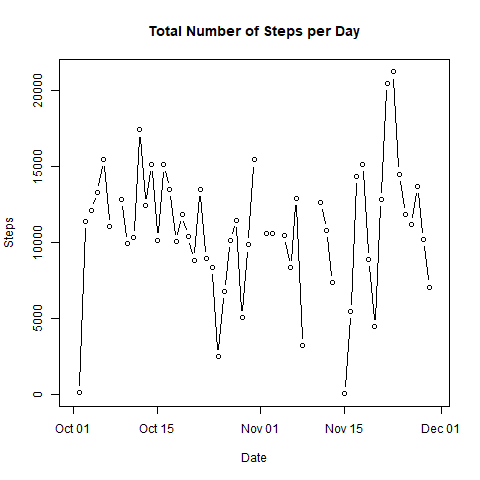 Total Number of Steps per Day
Steps
20000
15000
10000
5000
0
Oct 01 Oct 15 Nov 01 Nov 15 Dec 01
Date